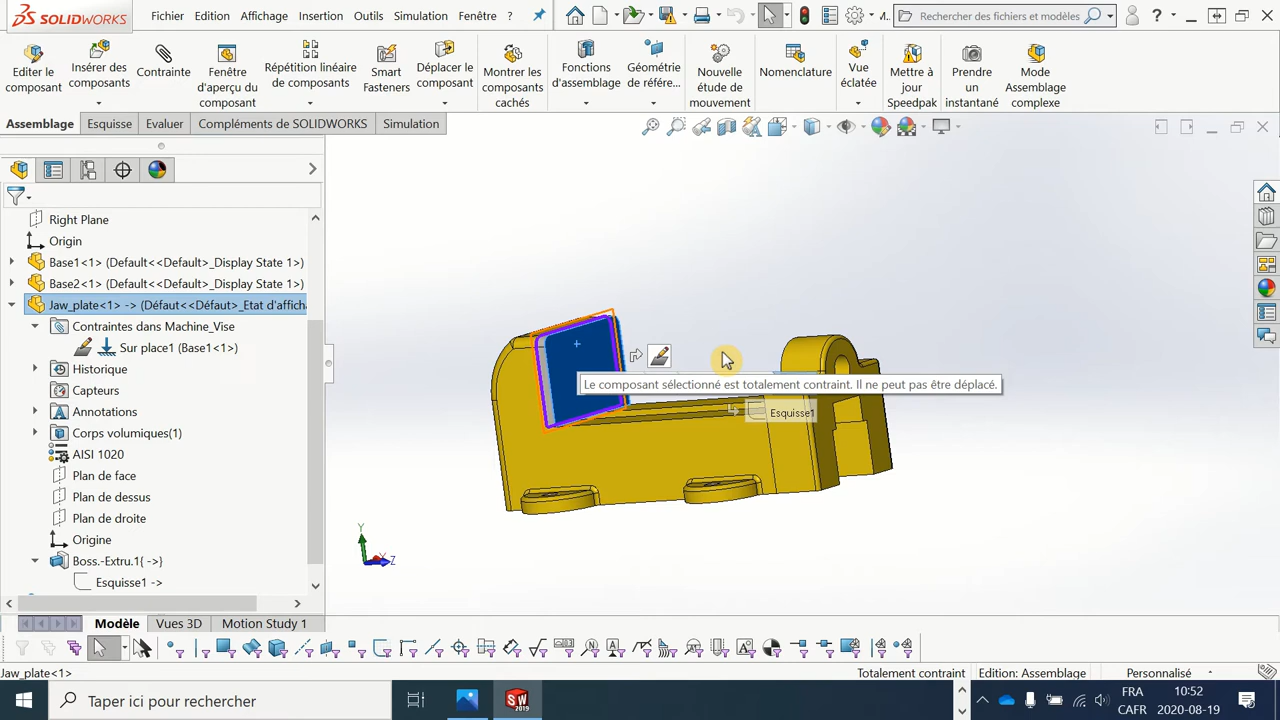 SOLIDWORKS
Fichier
Edition
Affichage
Insertion
Outils
Simulation
Fenêtre
?
Rechercher des fichiers et modèles
?
Editer le
composant
Insérer des
composants
Contrainte
Fenêtre
d'aperçu du
composant
Répétition linéaire
de composants
Smart
Fasteners
Déplacer le
composant
Montrer les
composants
cachés
Fonctions
d'assemblage
Géométrie
de référe...
Nouvelle
étude de
mouvement
Nomenclature
Vue
éclatée
Mettre à
jour
Speedpak
Prendre
un
instantané
Mode
Assemblage
complexe
Assemblage
Esquisse
Evaluer
Compléments de SOLIDWORKS
Simulation
Right Plane
Origin
Base1<1> (Default<<Default>_Display State 1>)
Base2<1> (Default<<Default>_Display State 1>)
Jaw_plate<1> -> (Défaut<<Défaut>_Etat d'afficha
Contraintes dans Machine_Vise
Sur place1 (Base1<1>)
Historique
Capteurs
Annotations
Corps volumiques(1)
AISI 1020
Plan de face
Plan de dessus
Plan de droite
Origine
Boss.-Extru.1{ ->}
Esquisse1 ->
Le composant sélectionné est totalement contraint. Il ne peut pas être déplacé.
Esquisse1
Y
X
Z
Modèle
Vues 3D
Motion Study 1
Jaw_plate<1>
Totalement contraint
Edition: Assemblage
Personnalisé
Taper ici pour rechercher
SW
2019
FRA
CAFR
10:52
2020-08-19